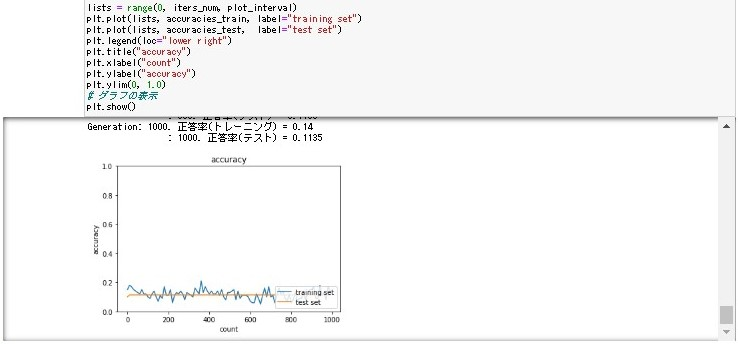 lists = range(0, iters_num, plot_interval)
plt.plot(lists, accuracies_train, label="training set")
plt.plot(lists, accuracies_test,  label="test set")
plt.legend(loc="lower right")
plt.title("accuracy")
plt.xlabel("count")
plt.ylabel("accuracy")
plt.ylim(0, 1.0)
# グラフの表示
plt.show()
Generation: 1000. 正答率(トレーニング) = 0.14
: 1000. 正答率(テスト) = 0.1135
accuracy
1.0
0.8
0.6
0.4
0.2
0.0
accuracy
training set
test set
0 200 400 600 800 1000
count